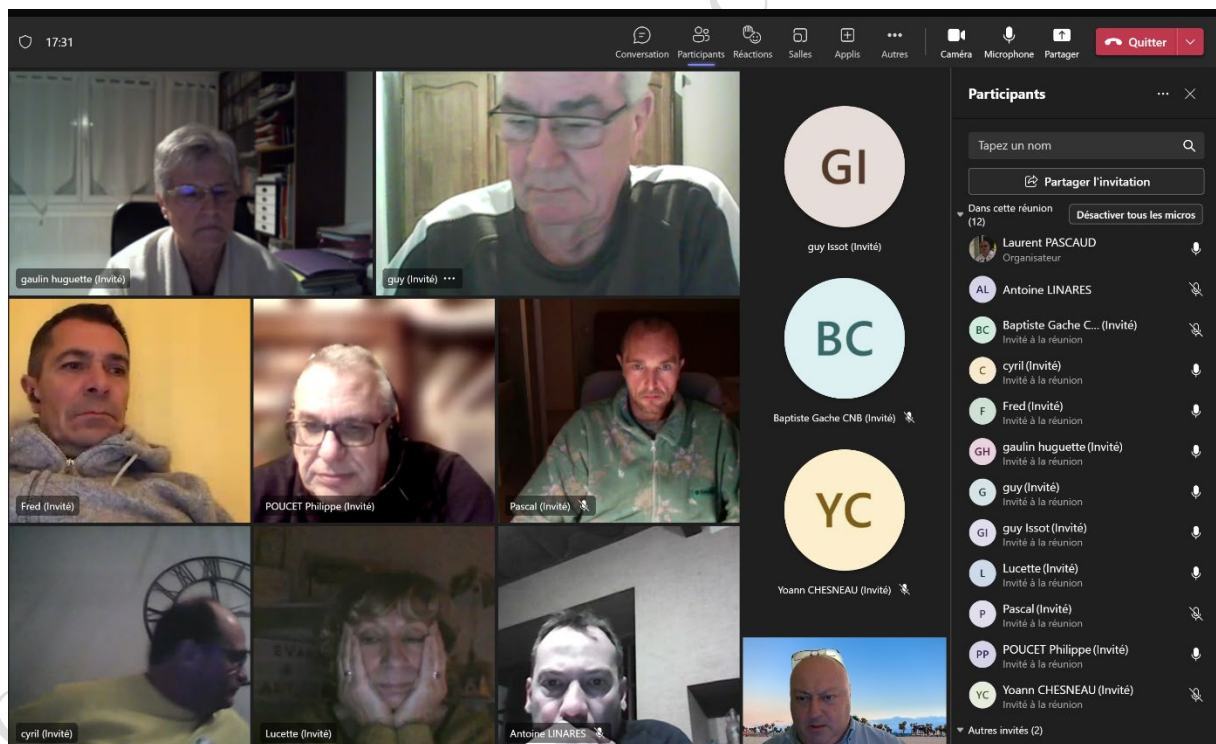 17:31
Conversation Participants Réactions Salles Applis Autres Caméra Microphone Partager Quitter
gaulin huguette (Invité)
guy (Invité)
Fred (Invité)
POUCET Philippe (Invité)
Pascal (Invité)
cyril (Invité)
Lucette (Invité)
Antoine LINARES
GI
guy Issot (Invité)
BC
Baptiste Gache CNB (Invité)
YC
Yoann CHESNEAU (Invité)
Participants
Tapez un nom
Partager l'invitation
Dans cette réunion
(12)
Désactiver tous les micros
Laurent PASCAUD
Organisateur
AL Antoine LINARES
BC Baptiste Gache C... (Invité)
Invité à la réunion
C cyril (Invité)
Invité à la réunion
F Fred (Invité)
Invité à la réunion
GH gaulin huguette (Invité)
Invité à la réunion
G guy (Invité)
Invité à la réunion
GI guy Issot (Invité)
Invité à la réunion
L Lucette (Invité)
Invité à la réunion
P Pascal (Invité)
Invité à la réunion
PP POUCET Philippe (Invité)
Invité à la réunion
YC Yoann CHESNEAU (Invité)
Invité à la réunion
Autres invités (2)